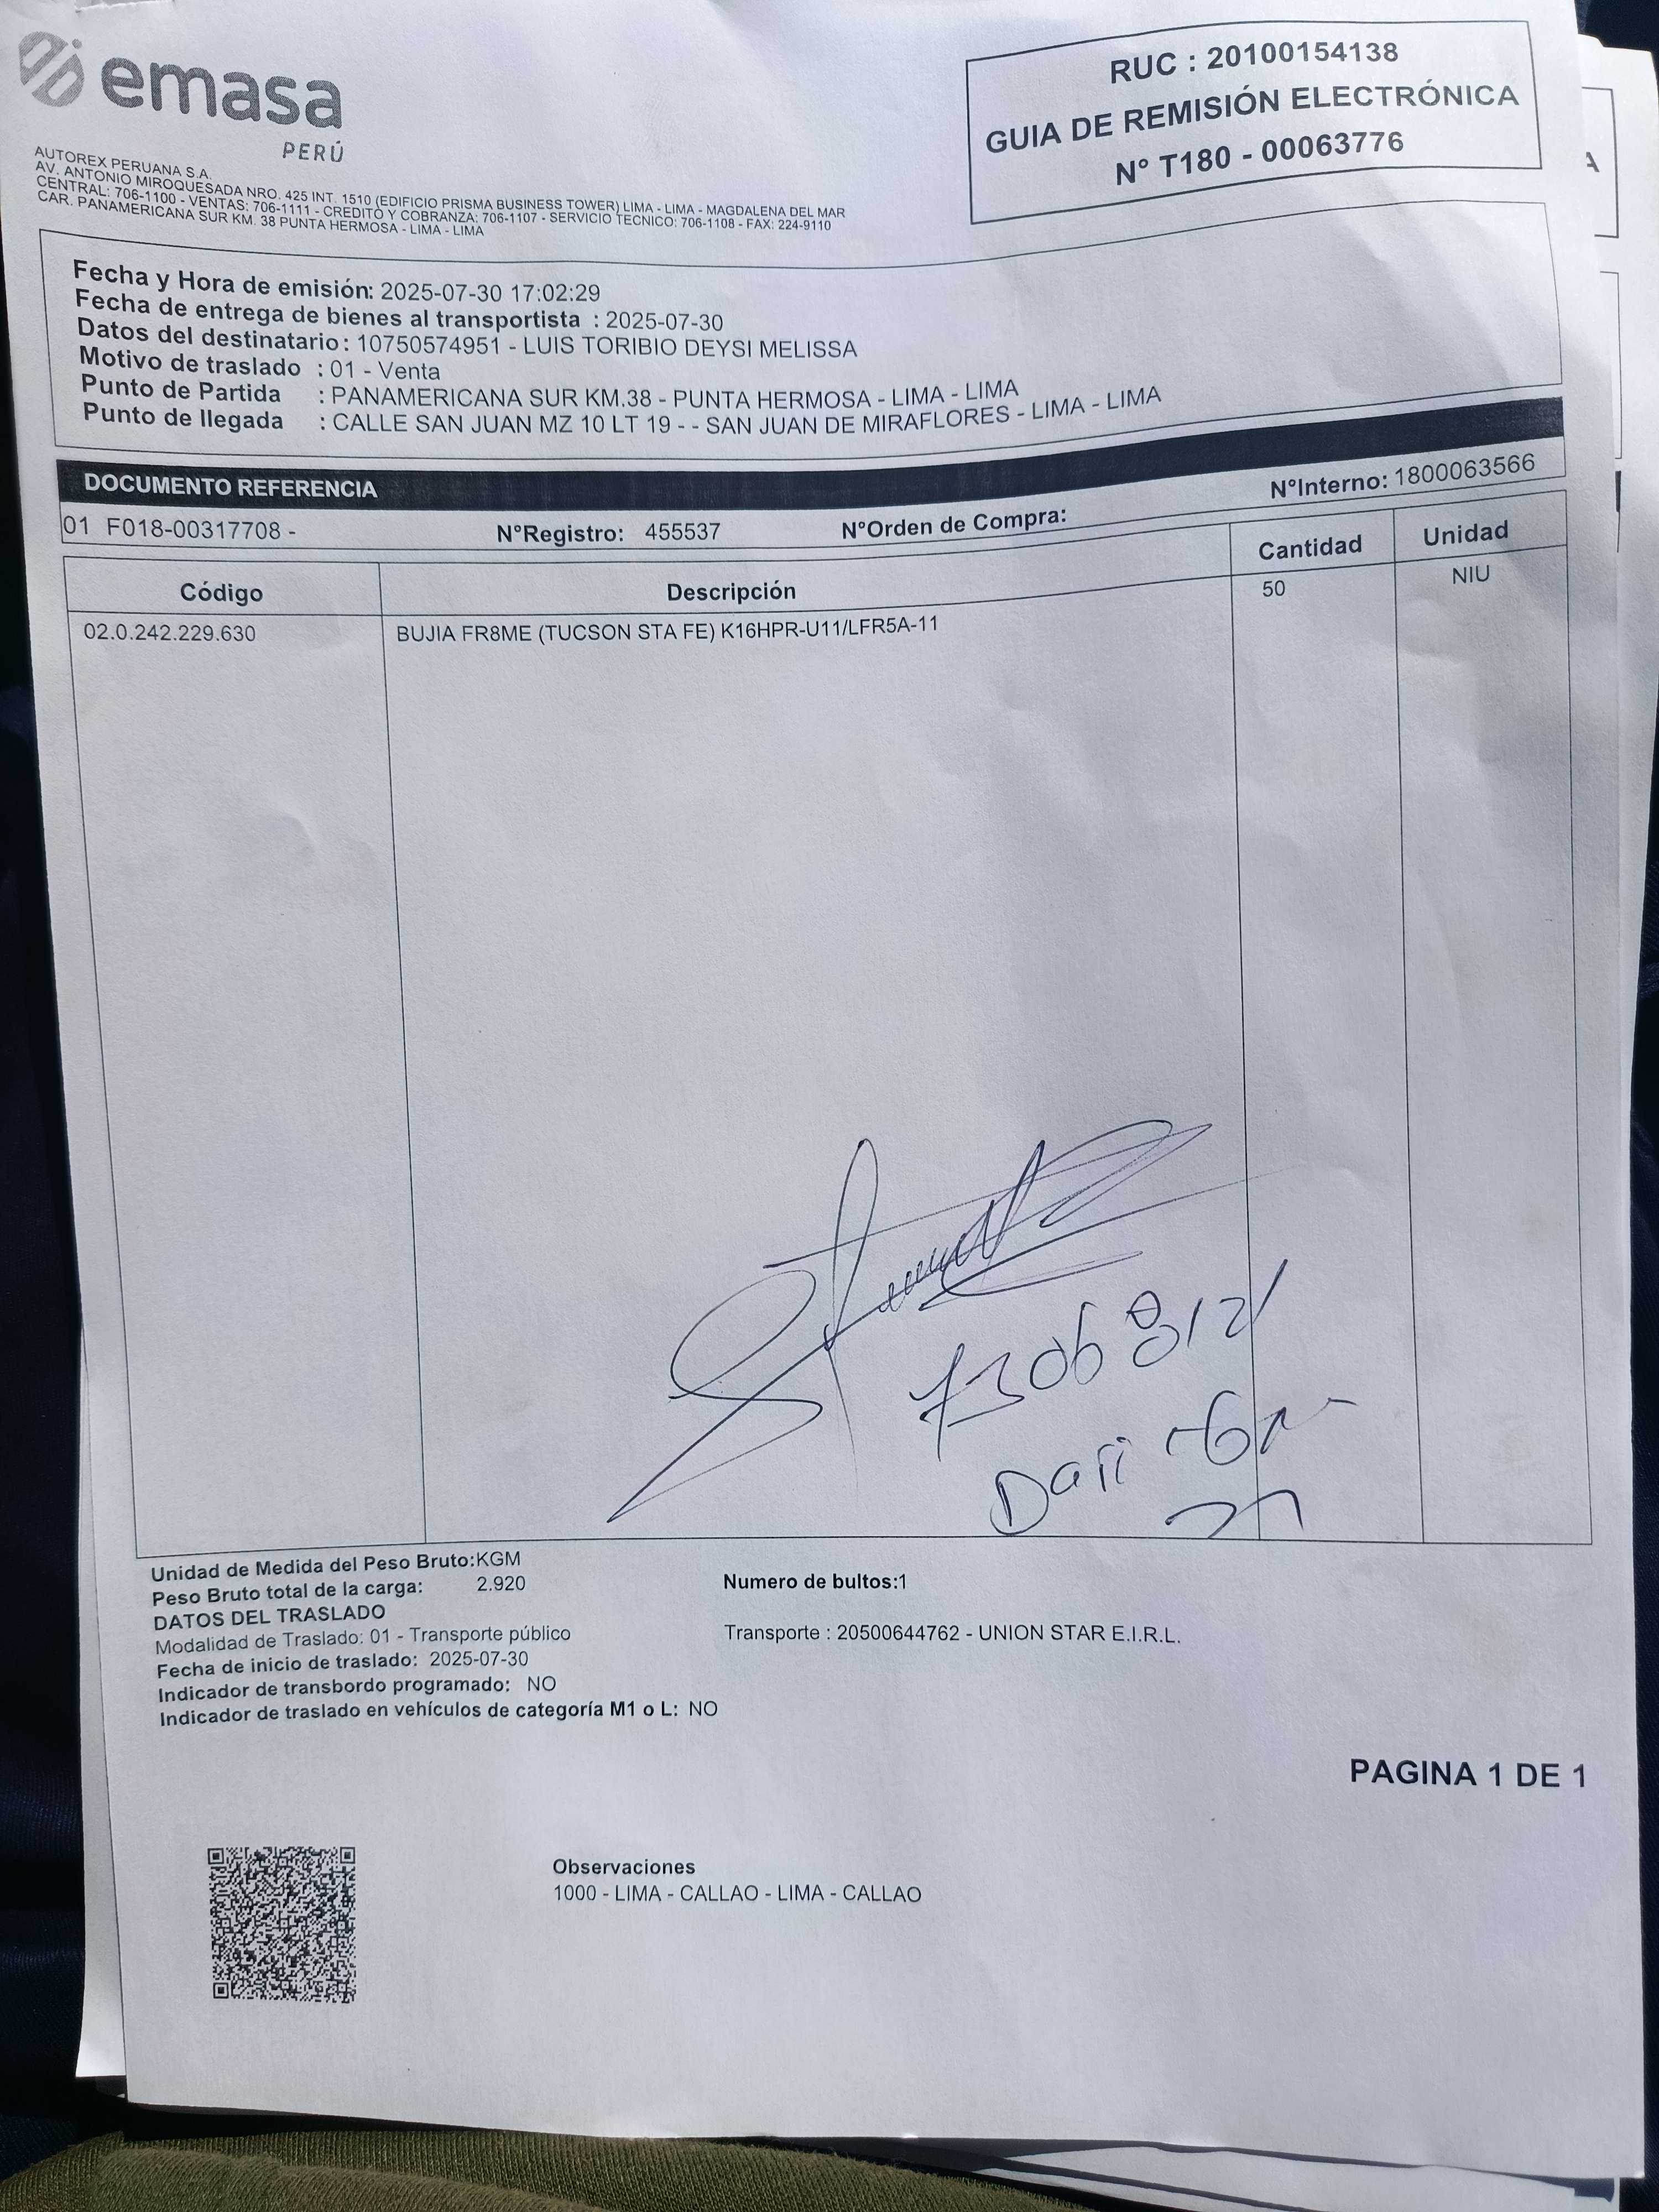 emasa
PERÚ
AUTOREX PERUANA S.A.
AV. ANTONIO MIROQUESADA NRO. 425 INT. 1510 (EDIFICIO PRISMA BUSINESS TOWER) LIMA - LIMA - MAGDALENA DEL MAR
CENTRAL: 706-1100 - VENTAS: 706-1111 - CREDITO Y COBRANZA: 706-1107 - SERVICIO TECNICO: 706-1108 - FAX: 224-9110
CAR. PANAMERICANA SUR KM. 38 PUNTA HERMOSA - LIMA - LIMA
RUC : 20100154138
GUIA DE REMISIÓN ELECTRÓNICA
N° T180 - 00063776
A
Fecha y Hora de emisión: 2025-07-30 17:02:29
Fecha de entrega de bienes al transportista : 2025-07-30
Datos del destinatario: 10750574951 - LUIS TORIBIO DEYSI MELISSA
Motivo de traslado : 01 - Venta
Punto de Partida : PANAMERICANA SUR KM.38 - PUNTA HERMOSA - LIMA - LIMA
Punto de llegada : CALLE SAN JUAN MZ 10 LT 19 - - SAN JUAN DE MIRAFLORES - LIMA - LIMA
DOCUMENTO REFERENCIA
N°Interno: 1800063566
01 F018-00317708 - N°Registro: 455537 N°Orden de Compra:
Código Descripción Cantidad Unidad
02.0.242.229.630 BUJIA FR8ME (TUCSON STA FE) K16HPR-U11/LFR5A-11 50 NIU
Unidad de Medida del Peso Bruto:KGM
Peso Bruto total de la carga: 2.920 Numero de bultos:1
DATOS DEL TRASLADO
Modalidad de Traslado: 01 - Transporte público Transporte : 20500644762 - UNION STAR E.I.R.L.
Fecha de inicio de traslado: 2025-07-30
Indicador de transbordo programado: NO
Indicador de traslado en vehículos de categoría M1 o L: NO
PAGINA 1 DE 1
Observaciones
1000 - LIMA - CALLAO - LIMA - CALLAO